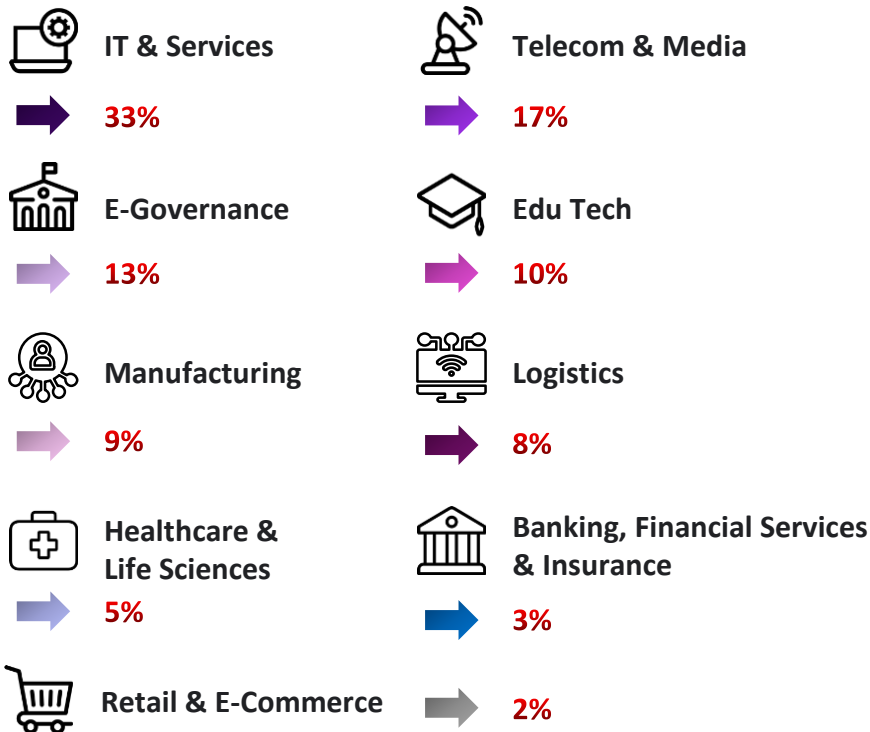 IT & Services
33%
Telecom & Media
17%
E-Governance
13%
Edu Tech
10%
Manufacturing
9%
Logistics
8%
Healthcare &
Life Sciences
5%
Banking, Financial Services
& Insurance
3%
Retail & E-Commerce
2%